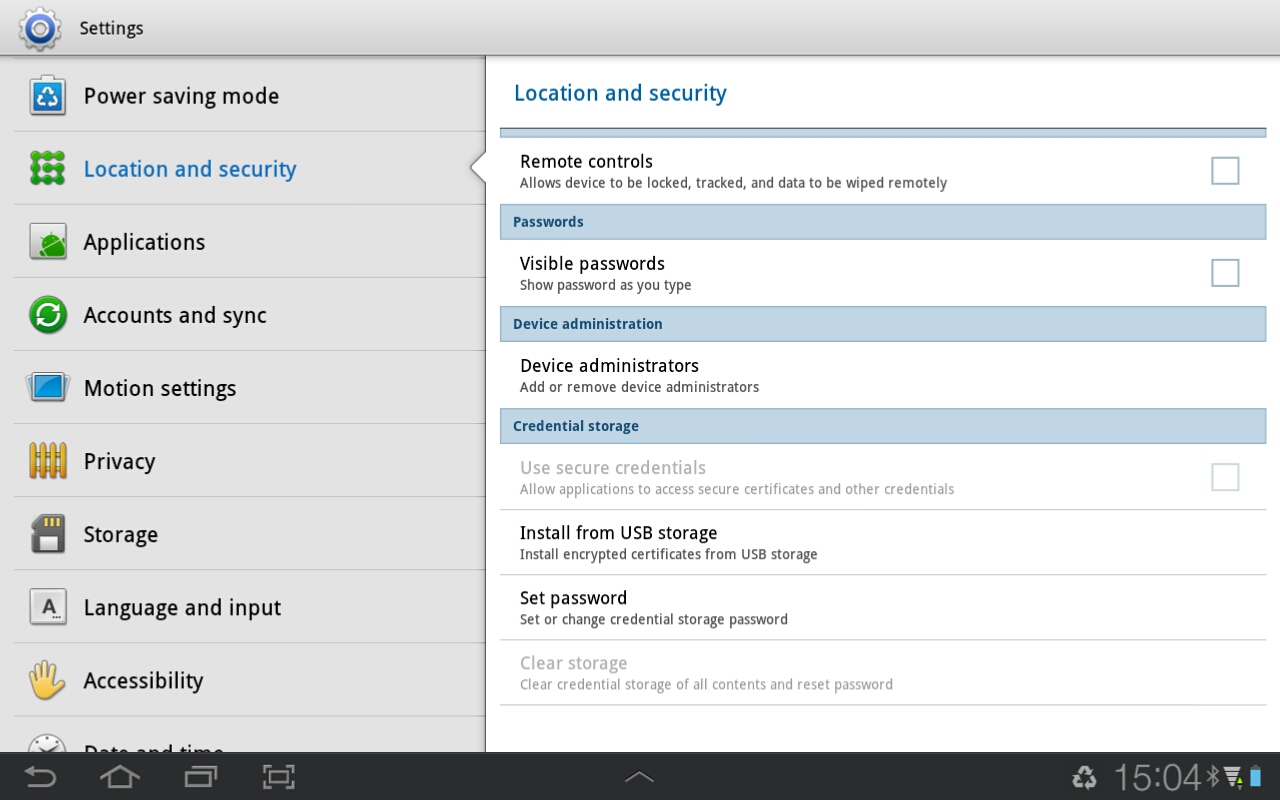 Settings
Power saving mode
Location and security
Applications
Accounts and sync
Motion settings
Privacy
Storage
A
Language and input
Accessibility
Date and time
Location and security
Remote controls
Allows device to be locked, tracked, and data to be wiped remotely
Passwords
Visible passwords
Show password as you type
Device administration
Device administrators
Add or remove device administrators
Credential storage
Use secure credentials
Allow applications to access secure certificates and other credentials
Install from USB storage
Install encrypted certificates from USB storage
Set password
Set or change credential storage password
Clear storage
Clear credential storage of all contents and reset password
15:04